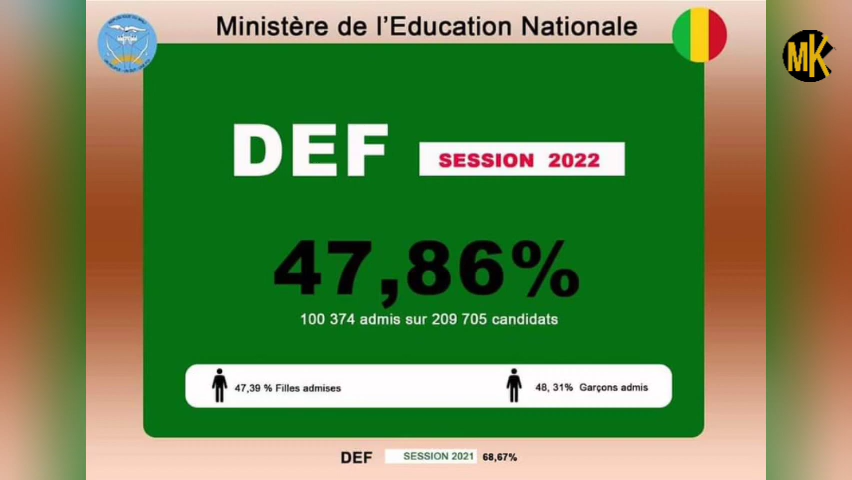 Ministère de l'Education Nationale
MK
DEF
SESSION 2022
47,86%
100 374 admis sur 209 705 candidats
47,39 % Filles admises
48, 31% Garçons admis
DEF SESSION 2021 68,67%